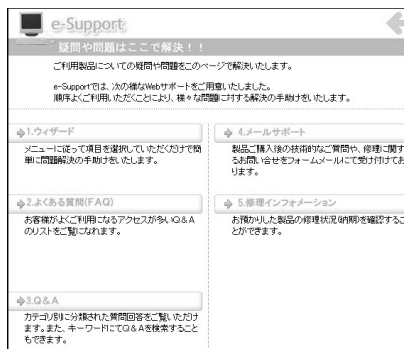 e-Support
疑問や問題はここで解決！！
ご利用製品についての疑問や問題をこのページで解決いたします。
e-Supportでは、次の様なWebサポートをご用意いたしました。
順序よくご利用いただくことにより、様々な問題に対する解決の手助けをいたします。
1.ウィザード
メニューに従って項目を選択していただくだけで簡
単に問題解決の手助けをいたします。
2.よくある質問(FAQ)
お客様がよくご利用になるアクセスが多いQ&A
のリストをご覧になれます。
3.Q&A
カテゴリ別に分類された質問回答をご覧いただけ
ます。また、キーワードにてQ&Aを検索すること
もできます。
4.メールサポート
製品ご購入後の技術的なご質問や、修理に関す
るお問い合せをフォームメールにて受け付けてお
ります。
5.修理インフォメーション
お預かりした製品の修理状況(納期)を確認するこ
とができます。